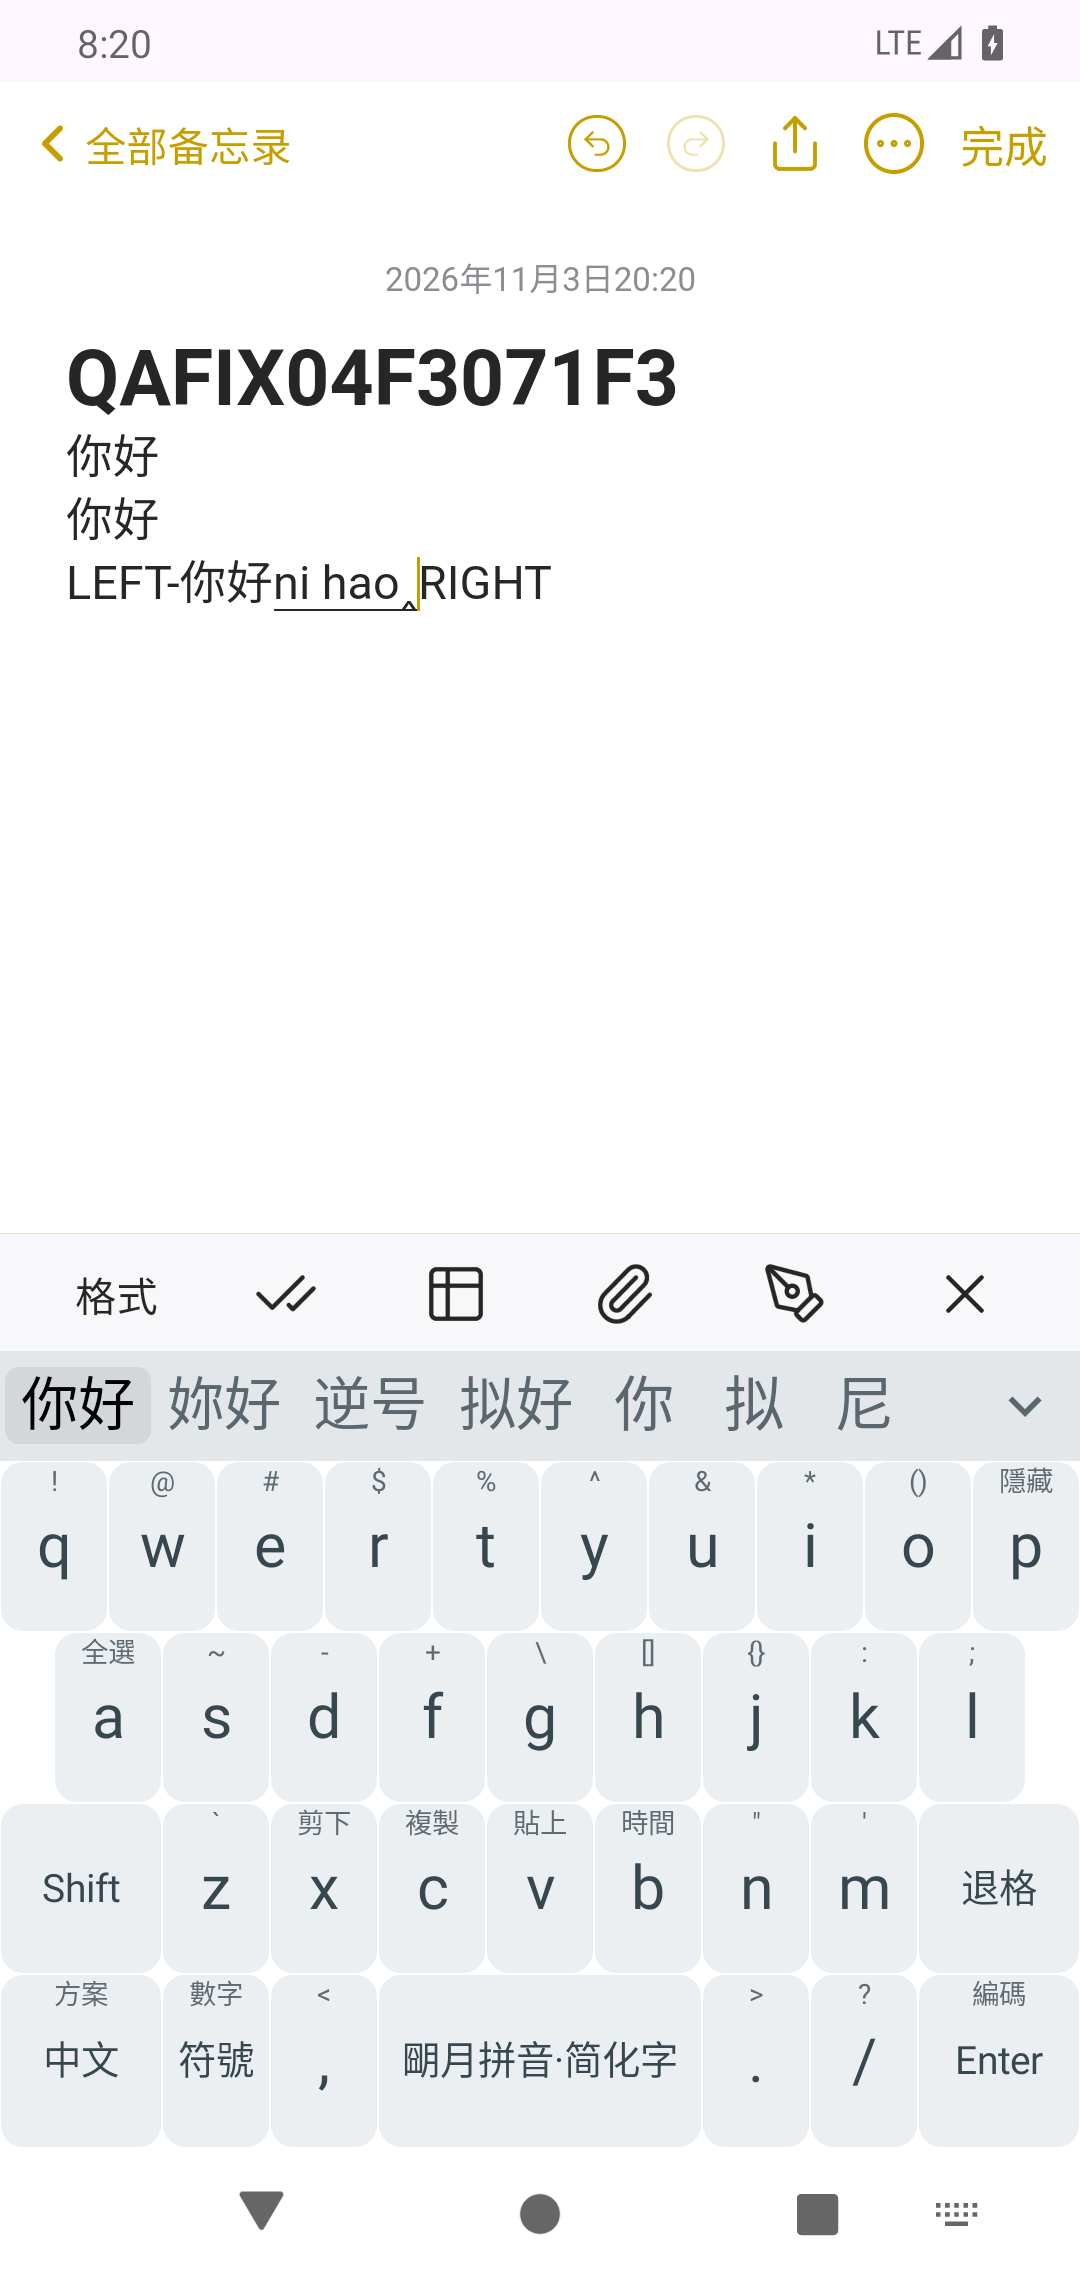 8:20 LTE
全部备忘录 完成
2026年11月3日20:20
QAFIX04F3071F3
你好
你好
LEFT-你好ni hao‸RIGHT
格式
你好 妳好 逆号 拟好 你 拟 尼
! @ # $ % ^ & * () 隱藏
q w e r t y u i o p
全選 ~ - + \ [] {} : ;
a s d f g h j k l
` 剪下 複製 貼上 時間 " '
Shift z x c v b n m 退格
方案 數字 < > ? 編碼
中文 符號 , 朙月拼音·简化字 . / Enter